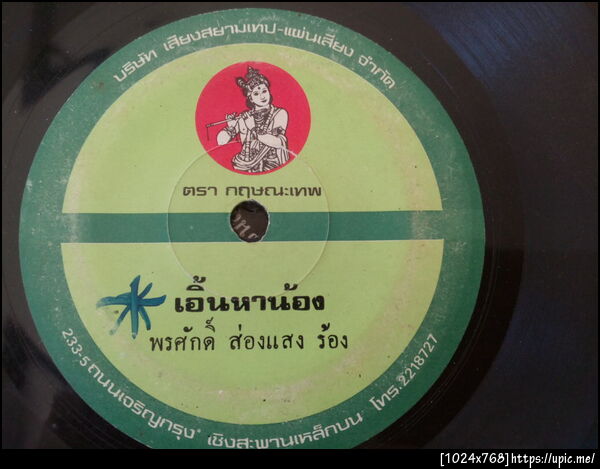 บริษัท เสียงสยามเทป-แผ่นเสียง จำกัด
ตรา กฤษณะเทพ
เอิ้นหาน้อง
พรศักดิ์ ส่องแสง ร้อง
233-5 ถนนเจริญกรุง เชิงสะพานเหล็กบน โทร. 2218727
[1024x768]https://upic.me/